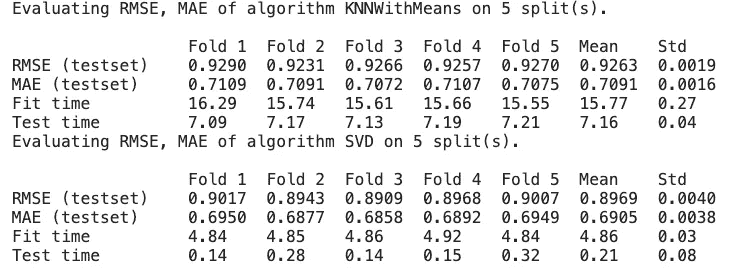 Evaluating RMSE, MAE of algorithm KNNWithMeans on 5 split(s).
Fold 1 Fold 2 Fold 3 Fold 4 Fold 5 Mean Std
RMSE (testset) 0.9290 0.9231 0.9266 0.9257 0.9270 0.9263 0.0019
MAE (testset) 0.7109 0.7091 0.7072 0.7107 0.7075 0.7091 0.0016
Fit time 16.29 15.74 15.61 15.66 15.55 15.77 0.27
Test time 7.09 7.17 7.13 7.19 7.21 7.16 0.04
Evaluating RMSE, MAE of algorithm SVD on 5 split(s).
Fold 1 Fold 2 Fold 3 Fold 4 Fold 5 Mean Std
RMSE (testset) 0.9017 0.8943 0.8909 0.8968 0.9007 0.8969 0.0040
MAE (testset) 0.6950 0.6877 0.6858 0.6892 0.6949 0.6905 0.0038
Fit time 4.84 4.85 4.86 4.92 4.84 4.86 0.03
Test time 0.14 0.28 0.14 0.15 0.32 0.21 0.08